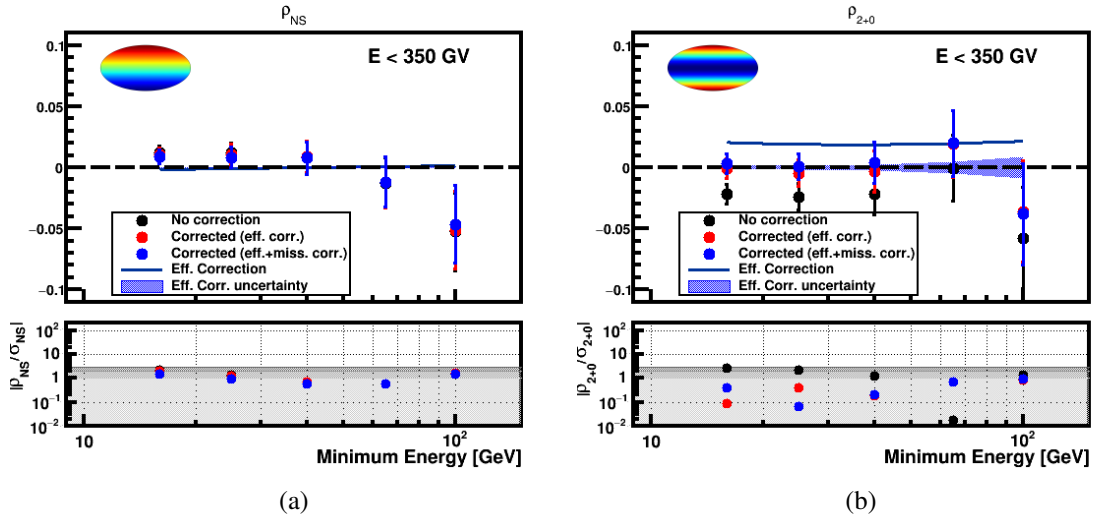 ρNS
E < 350 GV
0.1
0.05
0
−0.05
−0.1
No correction
Corrected (eff. corr.)
Corrected (eff.+miss. corr.)
Eff. Correction
Eff. Corr. uncertainty
|ρNS/σNS|
10²
10
1
10⁻¹
10⁻²
10
10²
Minimum Energy [GeV]
(a)
ρ2+0
E < 350 GV
0.1
0.05
0
−0.05
−0.1
No correction
Corrected (eff. corr.)
Corrected (eff.+miss. corr.)
Eff. Correction
Eff. Corr. uncertainty
|ρ2+0/σ2+0|
10²
10
1
10⁻¹
10⁻²
10
10²
Minimum Energy [GeV]
(b)